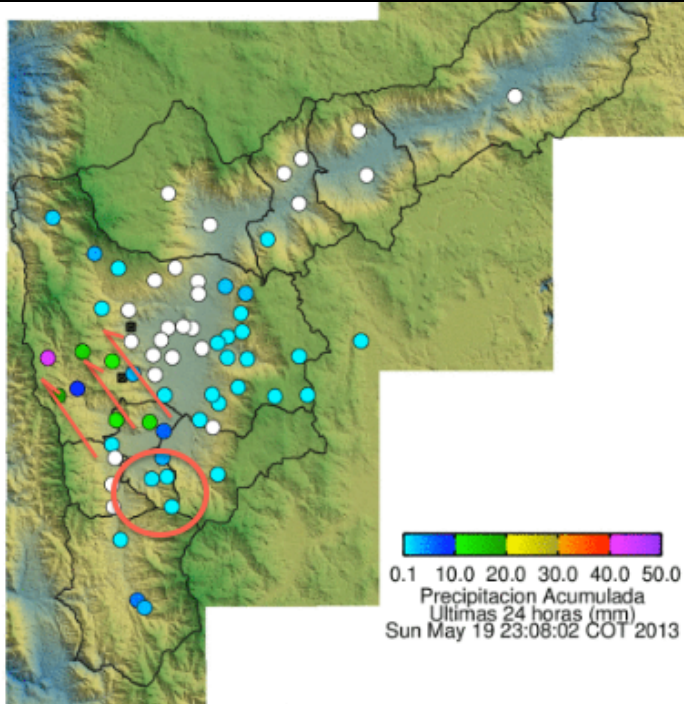 0.1 10.0 20.0 30.0 40.0 50.0
Precipitacion Acumulada
Ultimas 24 horas (mm)
Sun May 19 23:08:02 COT 2013